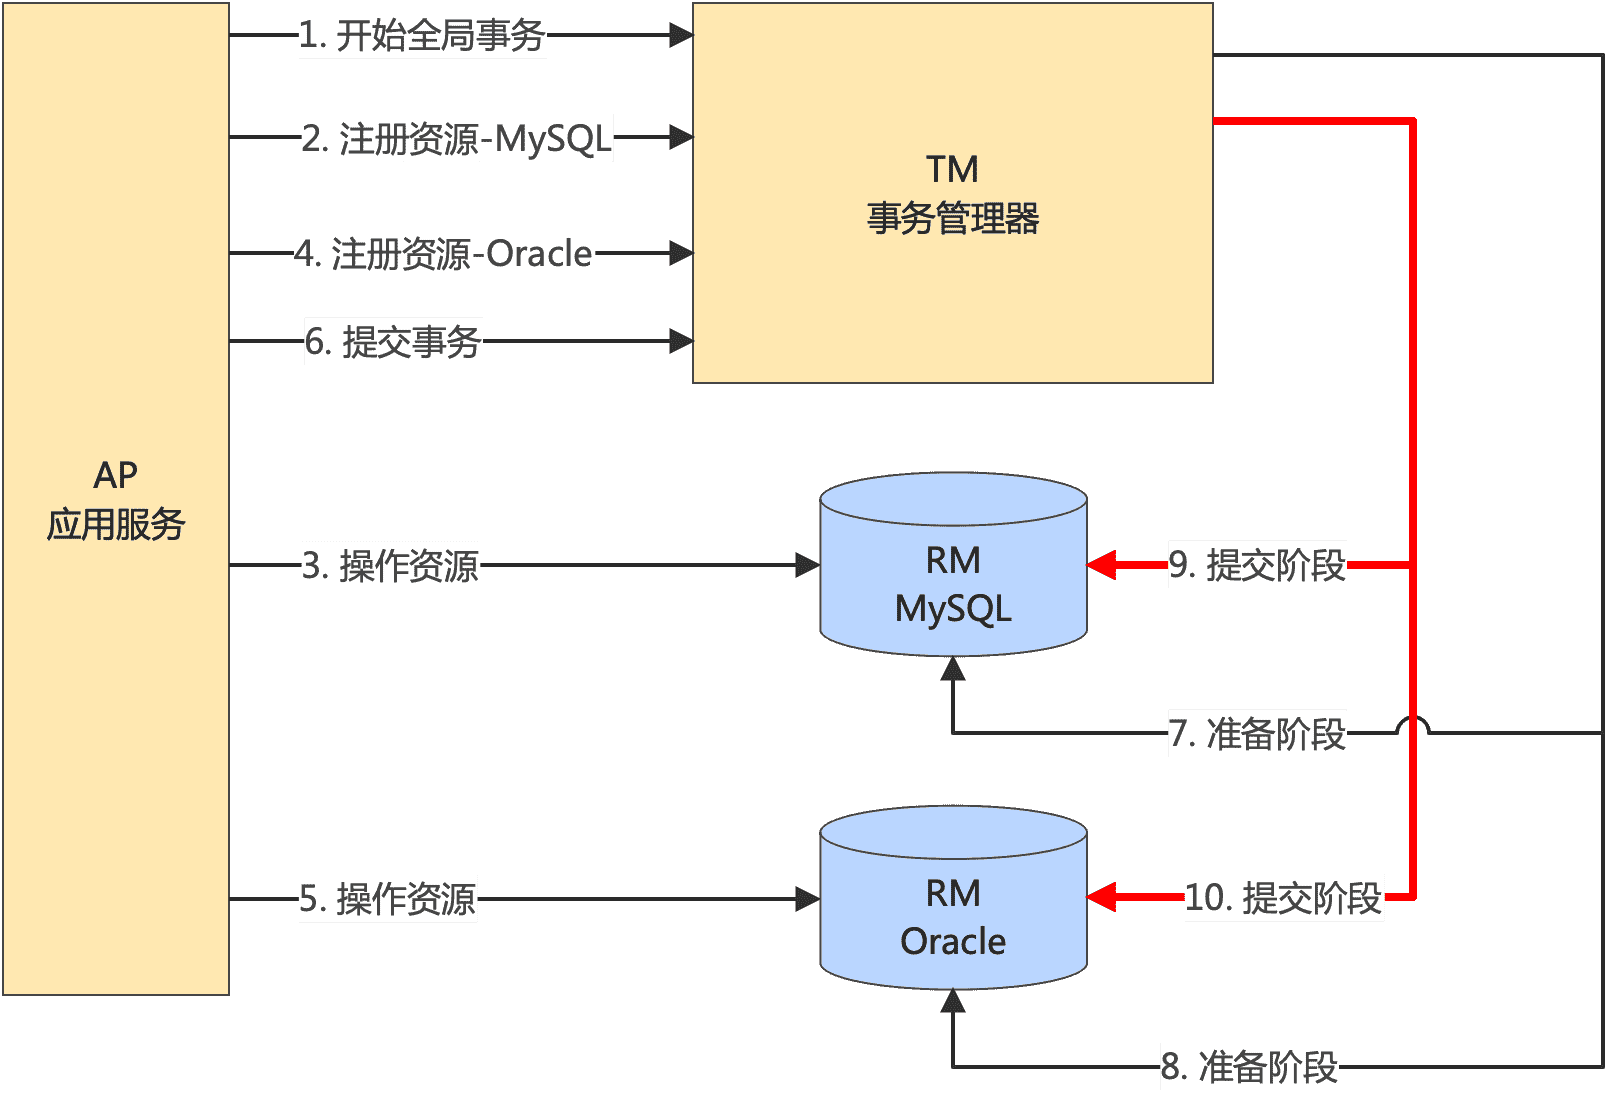 1. 开始全局事务
2. 注册资源-MySQL
TM
事务管理器
4. 注册资源-Oracle
6. 提交事务
AP
应用服务
3. 操作资源
RM
MySQL
9. 提交阶段
7. 准备阶段
5. 操作资源
RM
Oracle
10. 提交阶段
8. 准备阶段